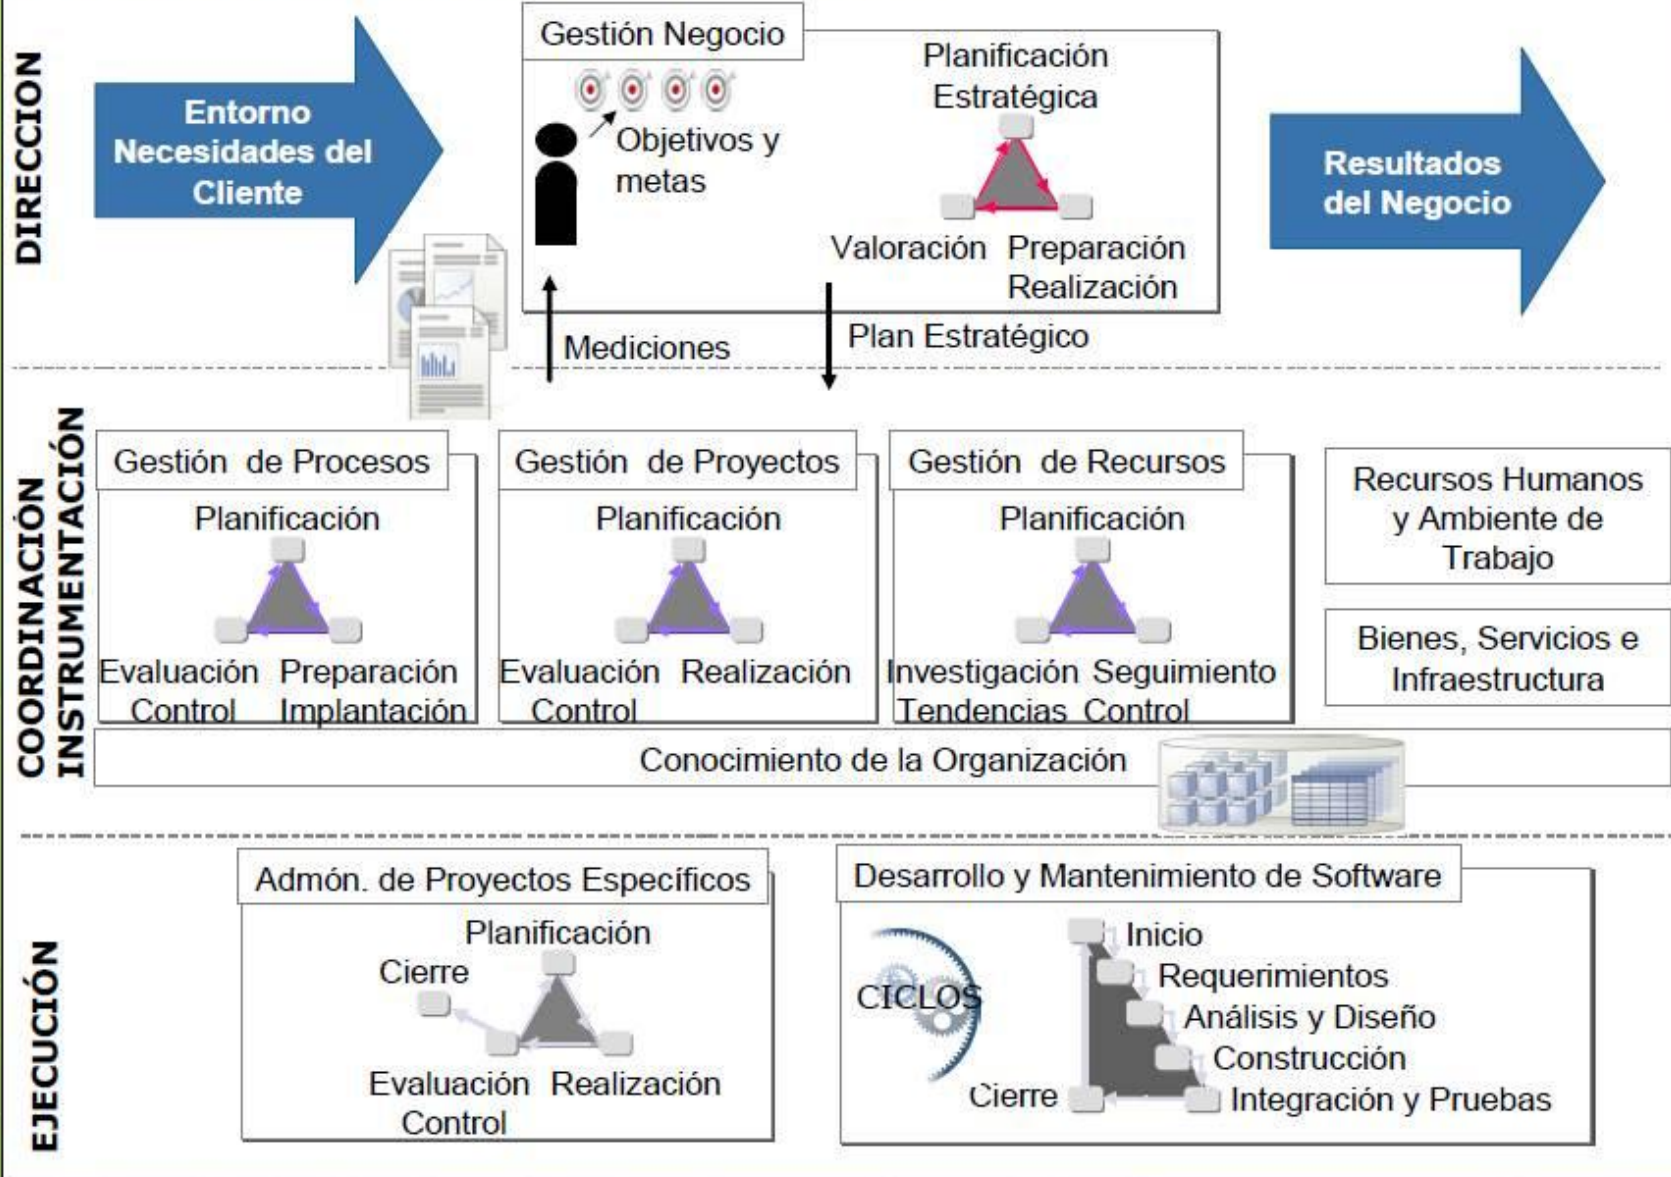 DIRECCION
Entorno
Necesidades del
Cliente
Gestión Negocio
Objetivos y
metas
Planificación
Estratégica
Valoración Preparación
Realización
Resultados
del Negocio
Mediciones
Plan Estratégico
COORDINACIÓN
INSTRUMENTACIÓN
Gestión de Procesos
Planificación
Evaluación Preparación
Control Implantación
Gestión de Proyectos
Planificación
Evaluación Realización
Control
Gestión de Recursos
Planificación
Investigación Seguimiento
Tendencias Control
Recursos Humanos
y Ambiente de
Trabajo
Bienes, Servicios e
Infraestructura
Conocimiento de la Organización
EJECUCIÓN
Admón. de Proyectos Específicos
Planificación
Cierre
Evaluación Realización
Control
Desarrollo y Mantenimiento de Software
CICLOS
Inicio
Requerimientos
Análisis y Diseño
Construcción
Cierre
Integración y Pruebas